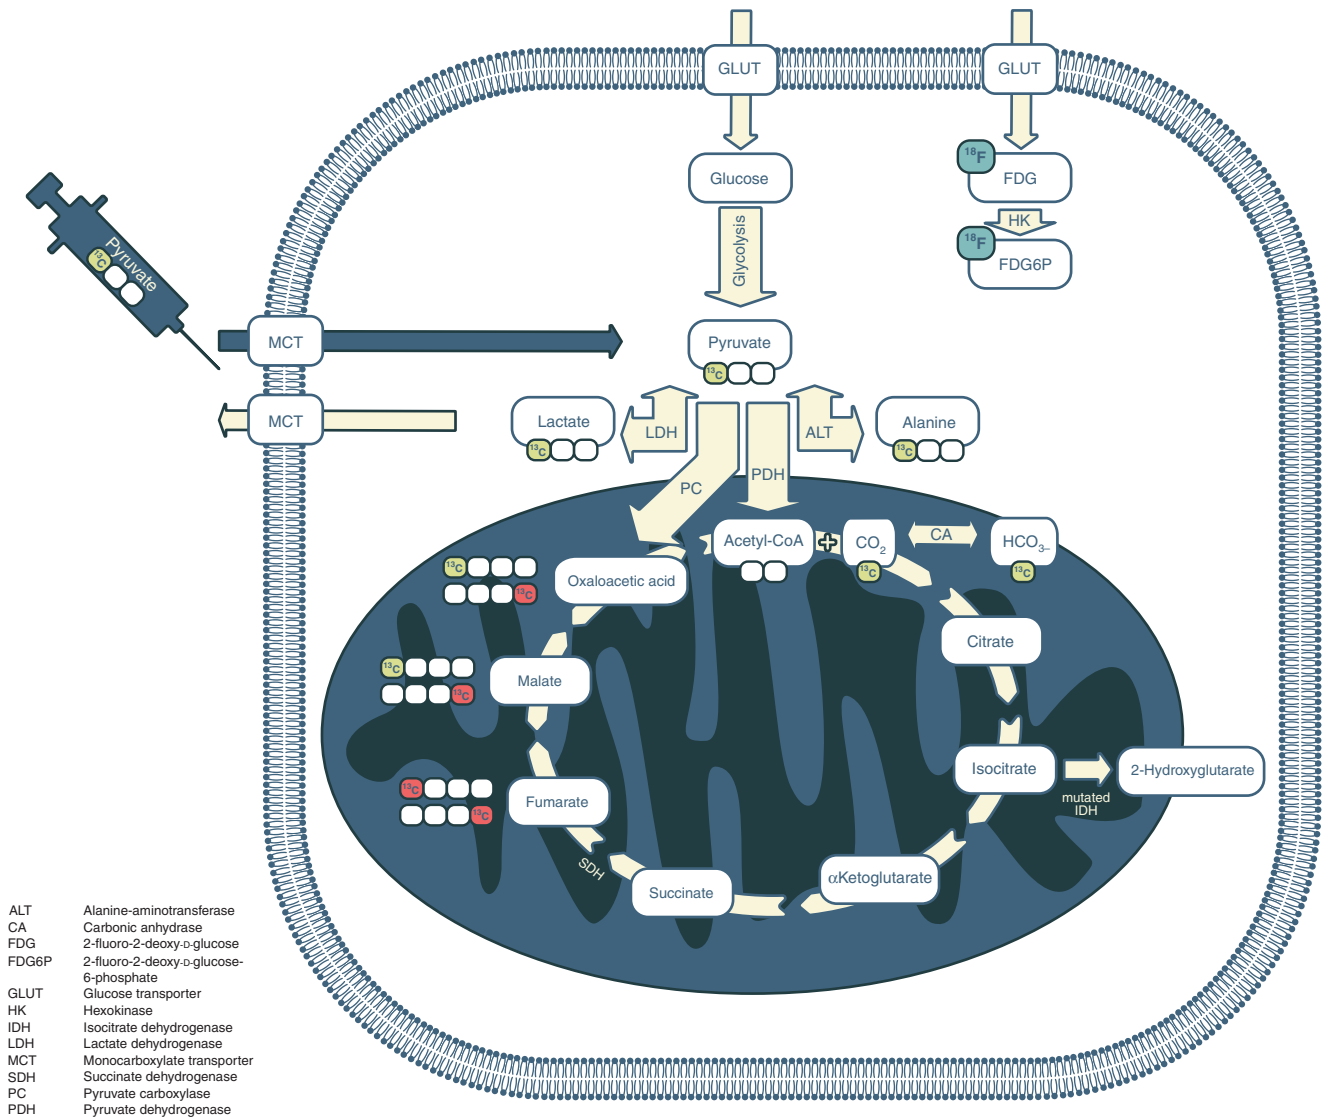 GLUT
GLUT
Glucose
18F
FDG
HK
18F
FDG6P
Glycolysis
Pyruvate
13C
MCT
Pyruvate
13C
MCT
Lactate
13C
LDH
ALT
Alanine
13C
PC
PDH
Acetyl-CoA
CO2
13C
CA
HCO3–
13C
13C
13C
Oxaloacetic acid
Citrate
13C
13C
Malate
Isocitrate
mutated
IDH
2-Hydroxyglutarate
13C
13C
Fumarate
SDH
Succinate
αKetoglutarate
ALT Alanine-aminotransferase
CA Carbonic anhydrase
FDG 2-fluoro-2-deoxy-D-glucose
FDG6P 2-fluoro-2-deoxy-D-glucose-
6-phosphate
GLUT Glucose transporter
HK Hexokinase
IDH Isocitrate dehydrogenase
LDH Lactate dehydrogenase
MCT Monocarboxylate transporter
SDH Succinate dehydrogenase
PC Pyruvate carboxylase
PDH Pyruvate dehydrogenase